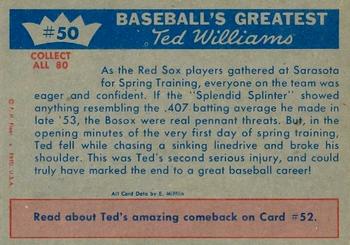 #50
BASEBALL'S GREATEST
Ted Williams
COLLECT
ALL 80
As the Red Sox players gathered at Sarasota
for Spring Training, everyone on the team was
eager and confident. If the "Splendid Splinter" showed
anything resembling the .407 batting average he made in
late '53, the Bosox were real pennant threats. But, in the
opening minutes of the very first day of spring training,
Ted fell while chasing a sinking linedrive and broke his
shoulder. This was Ted's second serious injury, and could
truly have marked the end to a great baseball career!
All Card Data by E. Mifflin
Read about Ted's amazing comeback on Card #52.